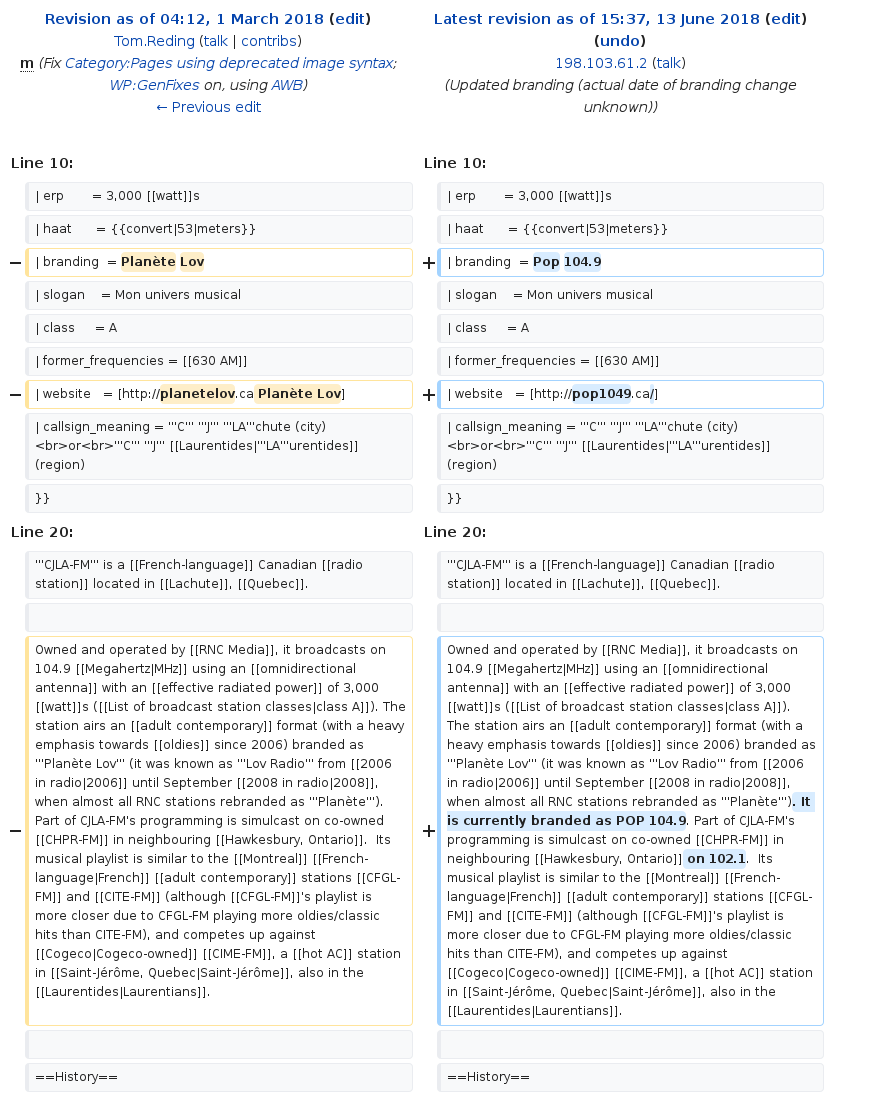 Revision as of 04:12, 1 March 2018 (edit)
Tom.Reding (talk | contribs)
m (Fix Category:Pages using deprecated image syntax;
WP:GenFixes on, using AWB)
← Previous edit
Latest revision as of 15:37, 13 June 2018 (edit)
(undo)
198.103.61.2 (talk)
(Updated branding (actual date of branding change
unknown))
Line 10:
| erp = 3,000 [[watt]]s
| haat = {{convert|53|meters}}
− | branding = Planète Lov
| slogan = Mon univers musical
| class = A
| former_frequencies = [[630 AM]]
− | website = [http://planetelov.ca Planète Lov]
| callsign_meaning = '''C''' '''J''' '''LA'''chute (city)
<br>or<br>'''C''' '''J''' [[Laurentides|'''LA'''urentides]]
(region)
}}
Line 10:
| erp = 3,000 [[watt]]s
| haat = {{convert|53|meters}}
+ | branding = Pop 104.9
| slogan = Mon univers musical
| class = A
| former_frequencies = [[630 AM]]
+ | website = [http://pop1049.ca/]
| callsign_meaning = '''C''' '''J''' '''LA'''chute (city)
<br>or<br>'''C''' '''J''' [[Laurentides|'''LA'''urentides]]
(region)
}}
Line 20:
'''CJLA-FM''' is a [[French-language]] Canadian [[radio
station]] located in [[Lachute]], [[Quebec]].
Owned and operated by [[RNC Media]], it broadcasts on
104.9 [[Megahertz|MHz]] using an [[omnidirectional
antenna]] with an [[effective radiated power]] of 3,000
[[watt]]s ([[List of broadcast station classes|class A]]). The
station airs an [[adult contemporary]] format (with a heavy
emphasis towards [[oldies]] since 2006) branded as
'''Planète Lov''' (it was known as '''Lov Radio''' from [[2006
in radio|2006]] until September [[2008 in radio|2008]],
when almost all RNC stations rebranded as '''Planète''').
− Part of CJLA-FM's programming is simulcast on co-owned
[[CHPR-FM]] in neighbouring [[Hawkesbury, Ontario]]. Its
musical playlist is similar to the [[Montreal]] [[French-
language|French]] [[adult contemporary]] stations [[CFGL-
FM]] and [[CITE-FM]] (although [[CFGL-FM]]'s playlist is
more closer due to CFGL-FM playing more oldies/classic
hits than CITE-FM), and competes up against
[[Cogeco|Cogeco-owned]] [[CIME-FM]], a [[hot AC]] station
in [[Saint-Jérôme, Quebec|Saint-Jérôme]], also in the
[[Laurentides|Laurentians]].
==History==
Line 20:
'''CJLA-FM''' is a [[French-language]] Canadian [[radio
station]] located in [[Lachute]], [[Quebec]].
Owned and operated by [[RNC Media]], it broadcasts on
104.9 [[Megahertz|MHz]] using an [[omnidirectional
antenna]] with an [[effective radiated power]] of 3,000
[[watt]]s ([[List of broadcast station classes|class A]]).
The station airs an [[adult contemporary]] format (with a
heavy emphasis towards [[oldies]] since 2006) branded as
'''Planète Lov''' (it was known as '''Lov Radio''' from [[2006
in radio|2006]] until September [[2008 in radio|2008]],
when almost all RNC stations rebranded as '''Planète'''). It
+ is currently branded as POP 104.9. Part of CJLA-FM's
programming is simulcast on co-owned [[CHPR-FM]] in
neighbouring [[Hawkesbury, Ontario]] on 102.1. Its
musical playlist is similar to the [[Montreal]] [[French-
language|French]] [[adult contemporary]] stations [[CFGL-
FM]] and [[CITE-FM]] (although [[CFGL-FM]]'s playlist is
more closer due to CFGL-FM playing more oldies/classic
hits than CITE-FM), and competes up against
[[Cogeco|Cogeco-owned]] [[CIME-FM]], a [[hot AC]] station
in [[Saint-Jérôme, Quebec|Saint-Jérôme]], also in the
[[Laurentides|Laurentians]].
==History==